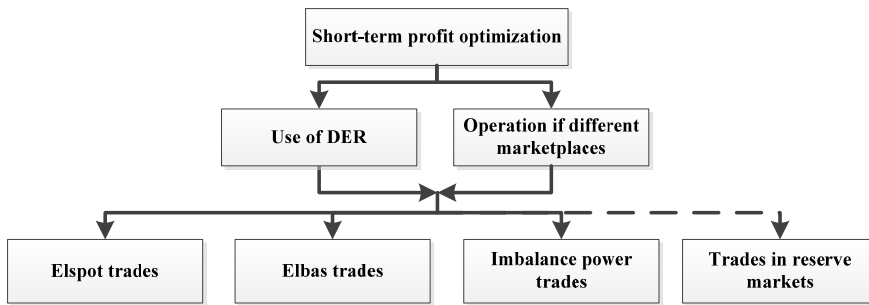 Short-term profit optimization
Use of DER
Operation if different
marketplaces
Elspot trades
Elbas trades
Imbalance power
trades
Trades in reserve
markets